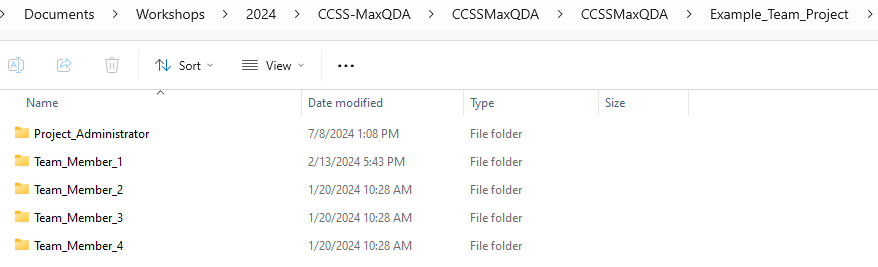 Documents > Workshops > 2024 > CCSS-MaxQDA > CCSSMaxQDA > CCSSMaxQDA > Example_Team_Project >
Sort View ...
Name Date modified Type Size
Project_Administrator 7/8/2024 1:08 PM File folder
Team_Member_1 2/13/2024 5:43 PM File folder
Team_Member_2 1/20/2024 10:28 AM File folder
Team_Member_3 1/20/2024 10:28 AM File folder
Team_Member_4 1/20/2024 10:28 AM File folder